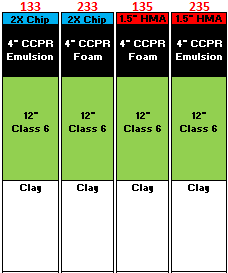 133 233 135 235
2X Chip 2X Chip 1.5" HMA 1.5" HMA
4" CCPR 4" CCPR 4" CCPR 4" CCPR
Emulsion Foam Foam Emulsion
12" 12" 12" 12"
Class 6 Class 6 Class 6 Class 6
Clay Clay Clay Clay